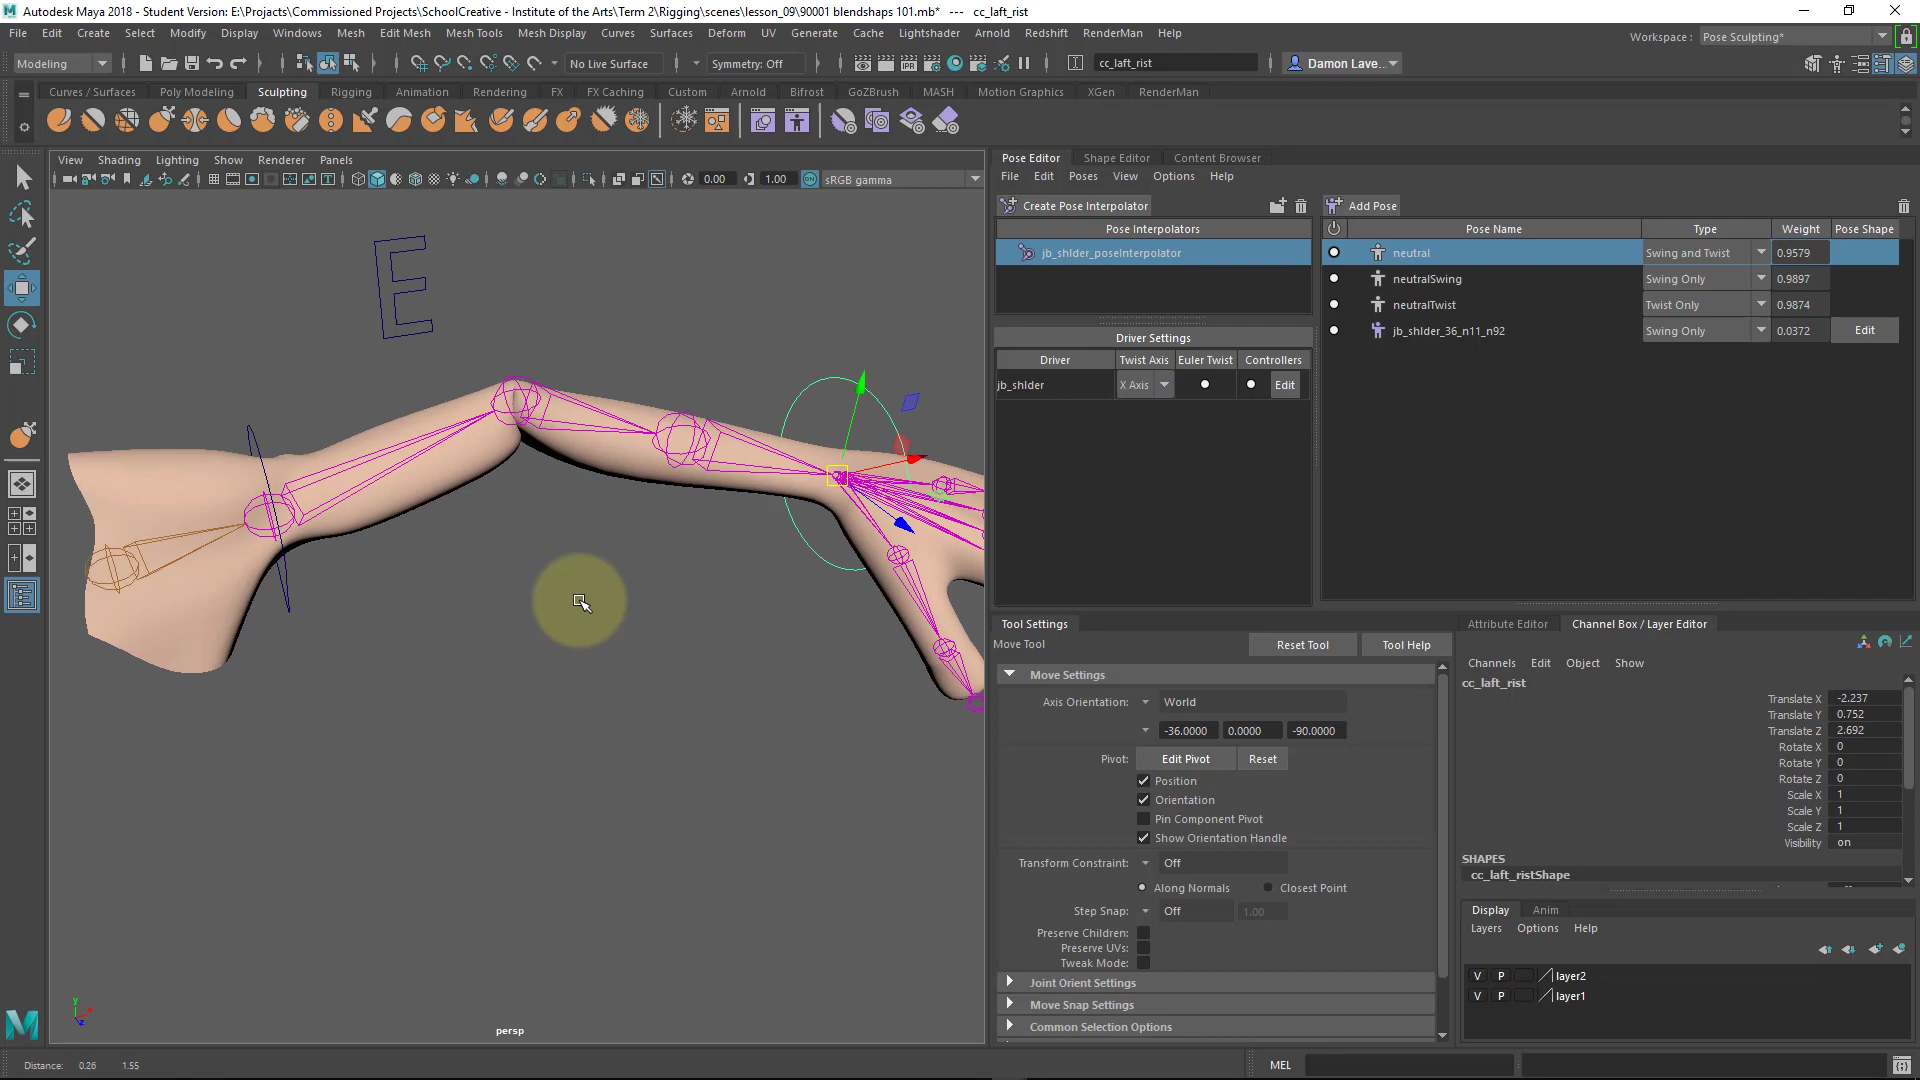 Autodesk Maya 2018 - Student Version: E:\Projects\Commissioned Projects\SchoolCreative - Institute of the Arts\Term 2\Rigging\scenes\lesson_09\90001 blendshaps 101.mb* --- cc_laft_rist
File Edit Create Select Modify Display Windows Mesh Edit Mesh Mesh Tools Mesh Display Curves Surfaces Deform UV Generate Cache Lightshader Arnold Redshift RenderMan Help
Workspace : Pose Sculpting*
Modeling No Live Surface Symmetry: Off cc_laft_rist Damon Lave...
Curves / Surfaces Poly Modeling Sculpting Rigging Animation Rendering FX FX Caching Custom Arnold Bifrost GoZBrush MASH Motion Graphics XGen RenderMan
View Shading Lighting Show Renderer Panels
0.00 1.00 ON sRGB gamma
E
persp
Pose Editor Shape Editor Content Browser
File Edit Poses View Options Help
Create Pose Interpolator Add Pose
Pose Interpolators Pose Name Type Weight Pose Shape
jb_shlder_poseInterpolator neutral Swing and Twist 0.9579
neutralSwing Swing Only 0.9897
neutralTwist Twist Only 0.9874
jb_shlder_36_n11_n92 Swing Only 0.0372 Edit
Driver Settings
Driver Twist Axis Euler Twist Controllers
jb_shlder X Axis Edit
Tool Settings
Move Tool Reset Tool Tool Help
Move Settings
Axis Orientation: World
-36.0000 0.0000 -90.0000
Pivot: Edit Pivot Reset
Position
Orientation
Pin Component Pivot
Show Orientation Handle
Transform Constraint: Off
Along Normals Closest Point
Step Snap: Off 1.00
Preserve Children:
Preserve UVs:
Tweak Mode:
Joint Orient Settings
Move Snap Settings
Common Selection Options
Attribute Editor Channel Box / Layer Editor
Channels Edit Object Show
cc_laft_rist
Translate X -2.237
Translate Y 0.752
Translate Z 2.692
Rotate X 0
Rotate Y 0
Rotate Z 0
Scale X 1
Scale Y 1
Scale Z 1
Visibility on
SHAPES
cc_laft_ristShape
Display Anim
Layers Options Help
V P layer2
V P layer1
Distance: 0.26 1.55 MEL